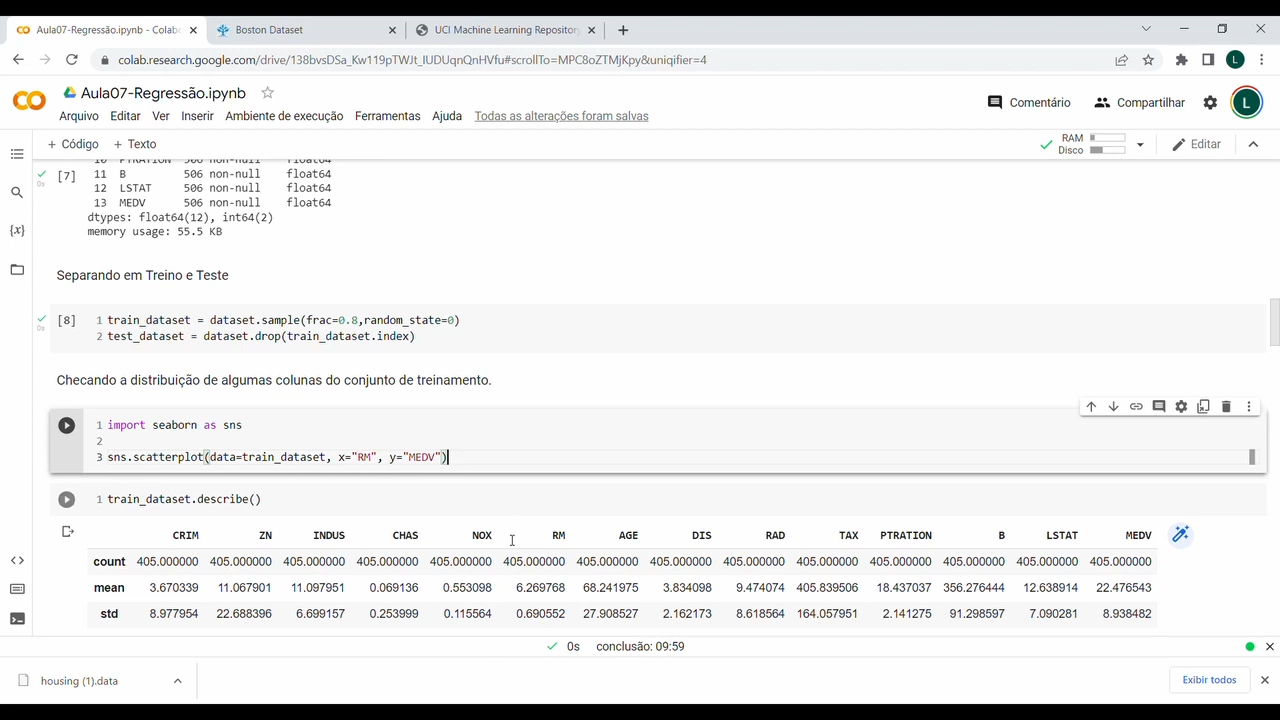 Aula07-Regressão.ipynb - Colab
Boston Dataset
UCI Machine Learning Repository
colab.research.google.com/drive/138bvsDSa_Kw119pTWJt_IUDUqnQnHVfu#scrollTo=MPC8oZTMjKpy&uniqifier=4
L
Aula07-Regressão.ipynb
Comentário
Compartilhar
L
Arquivo Editar Ver Inserir Ambiente de execução Ferramentas Ajuda Todas as alterações foram salvas
+ Código + Texto
RAM
Disco
Editar
10 PTRATION 506 non-null float64
[7] 11 B 506 non-null float64
0s
12 LSTAT 506 non-null float64
13 MEDV 506 non-null float64
dtypes: float64(12), int64(2)
memory usage: 55.5 KB
Separando em Treino e Teste
[8] 1 train_dataset = dataset.sample(frac=0.8,random_state=0)
0s
2 test_dataset = dataset.drop(train_dataset.index)
Checando a distribuição de algumas colunas do conjunto de treinamento.
1 import seaborn as sns
2
3 sns.scatterplot(data=train_dataset, x="RM", y="MEDV")
1 train_dataset.describe()
CRIM ZN INDUS CHAS NOX RM AGE DIS RAD TAX PTRATION B LSTAT MEDV
count 405.000000 405.000000 405.000000 405.000000 405.000000 405.000000 405.000000 405.000000 405.000000 405.000000 405.000000 405.000000 405.000000 405.000000
mean 3.670339 11.067901 11.097951 0.069136 0.553098 6.269768 68.241975 3.834098 9.474074 405.839506 18.437037 356.276444 12.638914 22.476543
std 8.977954 22.688396 6.699157 0.253999 0.115564 0.690552 27.908527 2.162173 8.618564 164.057951 2.141275 91.298597 7.090281 8.938482
0s conclusão: 09:59
housing (1).data
Exibir todos